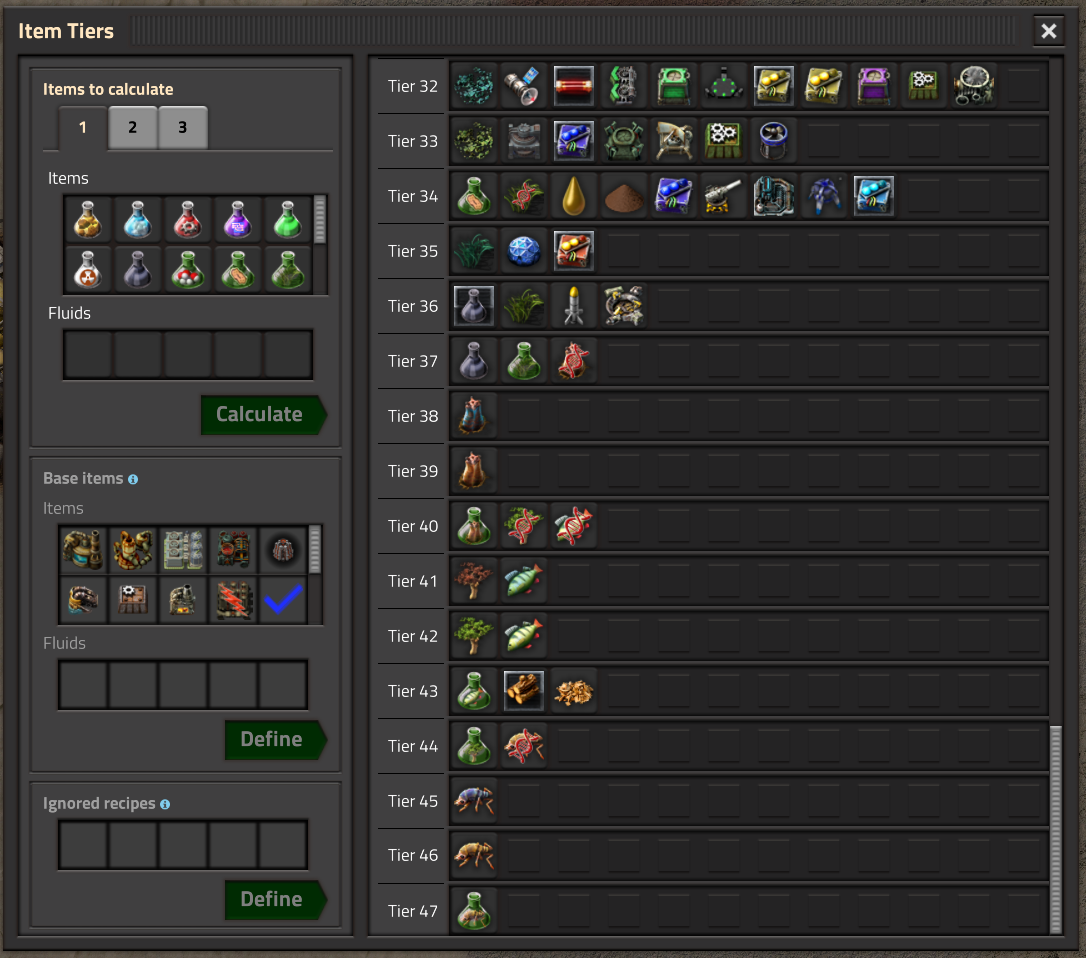 Item Tiers
Items to calculate
1 2 3
Items
Fluids
Calculate
Base items
Items
Fluids
Define
Ignored recipes
Define
Tier 32
Tier 33
Tier 34
Tier 35
Tier 36
Tier 37
Tier 38
Tier 39
Tier 40
Tier 41
Tier 42
Tier 43
Tier 44
Tier 45
Tier 46
Tier 47